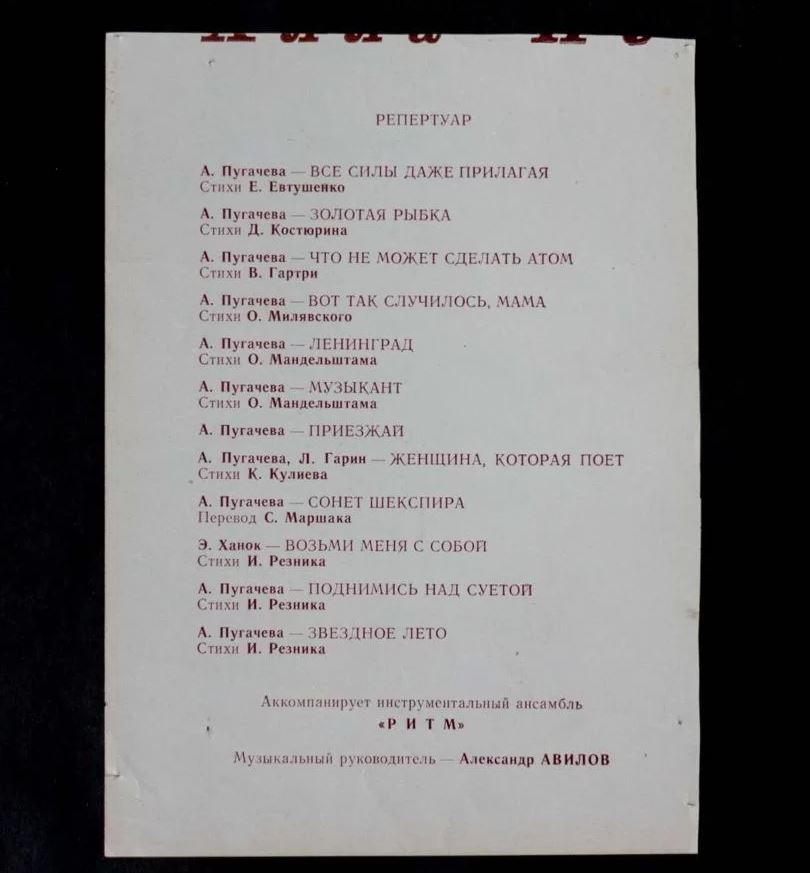 РЕПЕРТУАР
А. Пугачева — ВСЕ СИЛЫ ДАЖЕ ПРИЛАГАЯ
Стихи Е. Евтушенко
А. Пугачева — ЗОЛОТАЯ РЫБКА
Стихи Д. Костюрина
А. Пугачева — ЧТО НЕ МОЖЕТ СДЕЛАТЬ АТОМ
Стихи В. Гартри
А. Пугачева — ВОТ ТАК СЛУЧИЛОСЬ, МАМА
Стихи О. Милявского
А. Пугачева — ЛЕНИНГРАД
Стихи О. Мандельштама
А. Пугачева — МУЗЫКАНТ
Стихи О. Мандельштама
А. Пугачева — ПРИЕЗЖАЙ
А. Пугачева, Л. Гарин — ЖЕНЩИНА, КОТОРАЯ ПОЕТ
Стихи К. Кулиева
А. Пугачева — СОНЕТ ШЕКСПИРА
Перевод С. Маршака
Э. Ханок — ВОЗЬМИ МЕНЯ С СОБОЙ
Стихи И. Резника
А. Пугачева — ПОДНИМИСЬ НАД СУЕТОЙ
Стихи И. Резника
А. Пугачева — ЗВЕЗДНОЕ ЛЕТО
Стихи И. Резника
Аккомпанирует инструментальный ансамбль
«Р И Т М»
Музыкальный руководитель — Александр АВИЛОВ